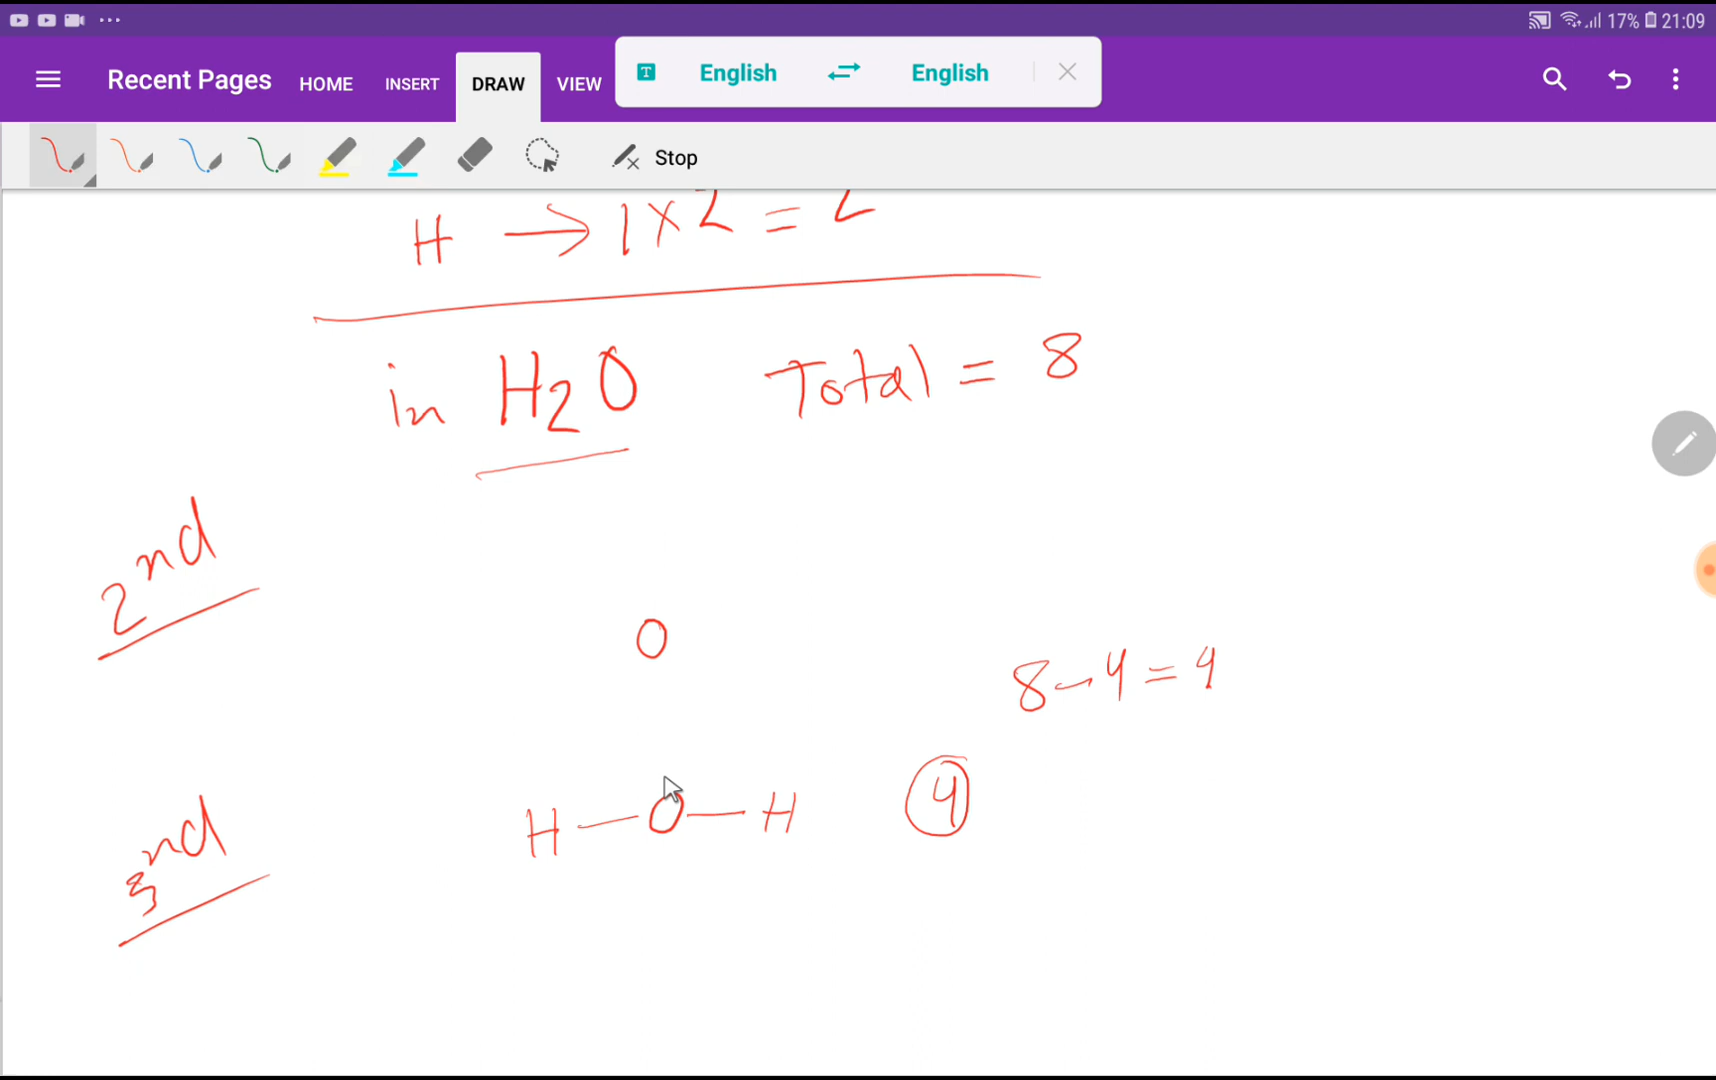 17% 21:09
Recent Pages HOME INSERT DRAW VIEW
T English English
Stop
H → 1 x 2 = 2
in H2O Total = 8
2nd
O
8 - 4 = 4
3nd
H — O — H 4